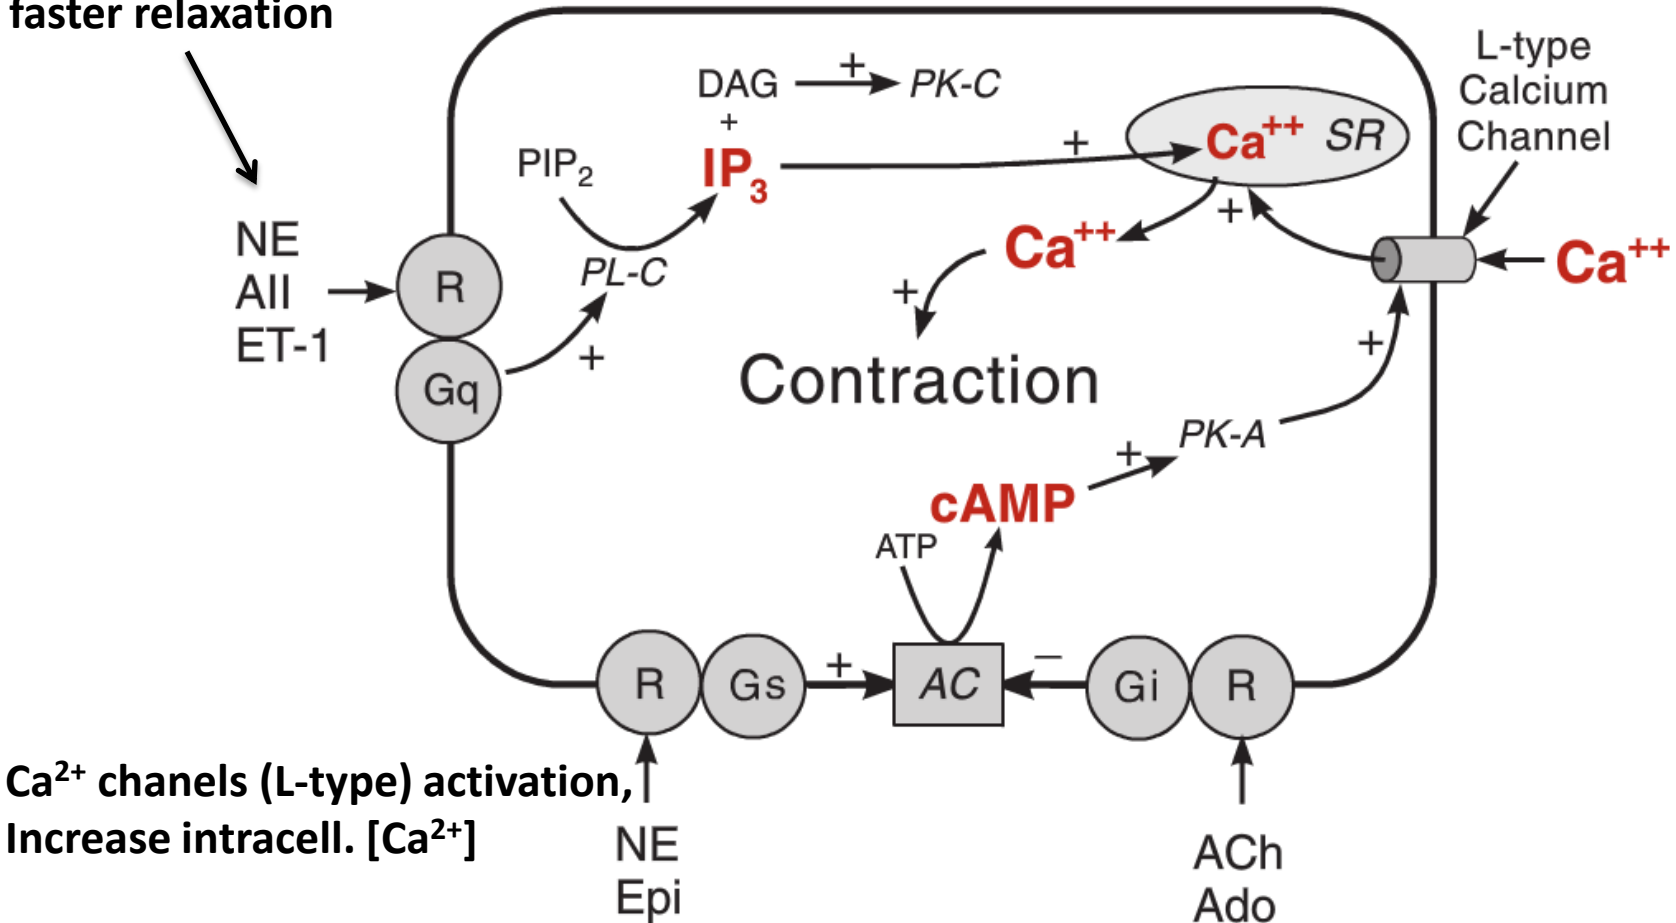 faster relaxation
L-type
Calcium
Channel
DAG + PK-C
+
PIP₂
IP₃
+
Ca⁺⁺ SR
+
Ca⁺⁺
Ca⁺⁺
NE
AII
ET-1
R
Gq
PL-C
+
+
Contraction
+
PK-A
+
cAMP
ATP
R
Gs
+
AC
–
Gi
R
Ca²⁺ chanels (L-type) activation,
Increase intracell. [Ca²⁺]
NE
Epi
ACh
Ado